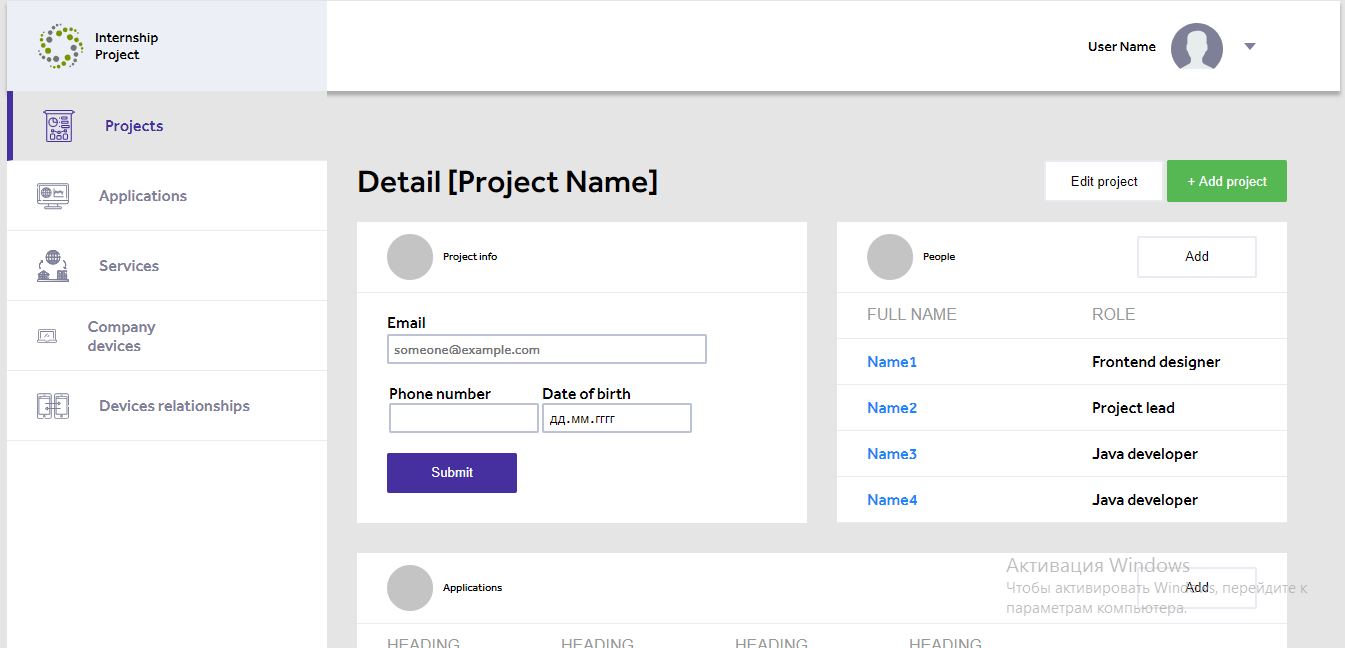 Internship
Project
User Name
Projects
Applications
Services
Company
devices
Devices relationships
Detail [Project Name]
Edit project
+ Add project
Project info
Email
someone@example.com
Phone number
Date of birth
дд.мм.гггг
Submit
People
Add
FULL NAME
ROLE
Name1
Frontend designer
Name2
Project lead
Name3
Java developer
Name4
Java developer
Applications
Add
HEADING
HEADING
HEADING
HEADING
Активация Windows
Чтобы активировать Windows, перейдите к
параметрам компьютера.